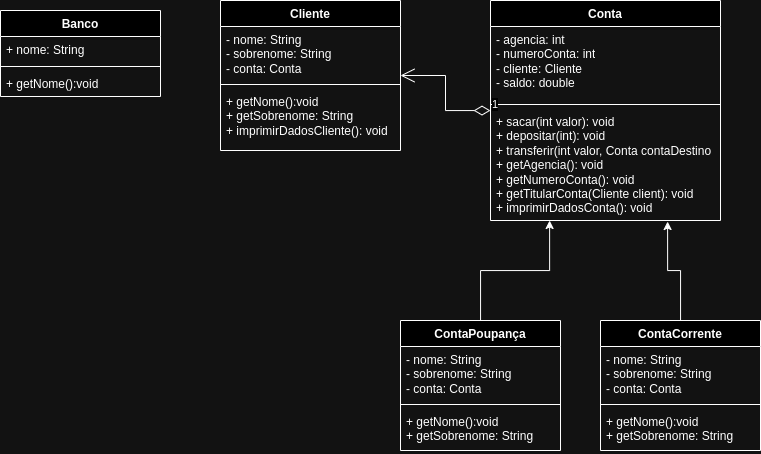 Banco
+ nome: String
+ getNome():void
Cliente
- nome: String
- sobrenome: String
- conta: Conta
+ getNome():void
+ getSobrenome: String
+ imprimirDadosCliente(): void
Conta
- agencia: int
- numeroConta: int
- cliente: Cliente
- saldo: double
1
+ sacar(int valor): void
+ depositar(int): void
+ transferir(int valor, Conta contaDestino
+ getAgencia(): void
+ getNumeroConta(): void
+ getTitularConta(Cliente client): void
+ imprimirDadosConta(): void
ContaPoupança
- nome: String
- sobrenome: String
- conta: Conta
+ getNome():void
+ getSobrenome: String
ContaCorrente
- nome: String
- sobrenome: String
- conta: Conta
+ getNome():void
+ getSobrenome: String